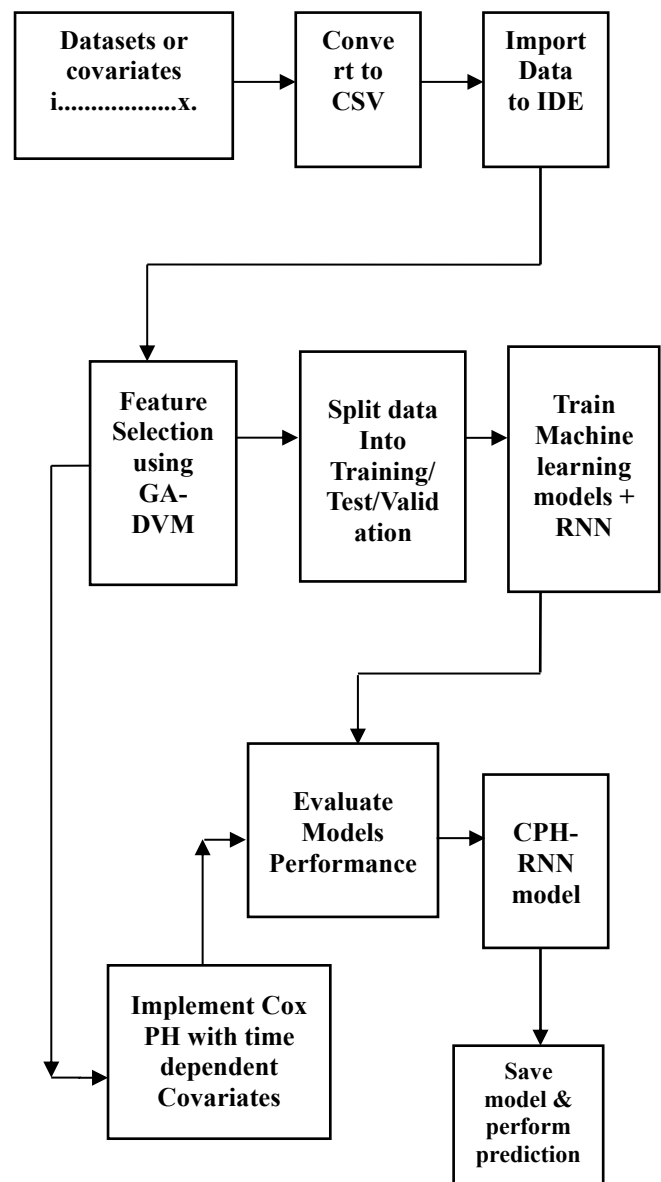 Datasets or
covariates
i..................x.
Conve
rt to
CSV
Import
Data
to IDE
Feature
Selection
using
GA-
DVM
Split data
Into
Training/
Test/Valid
ation
Train
Machine
learning
models +
RNN
Evaluate
Models
Performance
CPH-
RNN
model
Implement Cox
PH with time
dependent
Covariates
Save
model &
perform
prediction